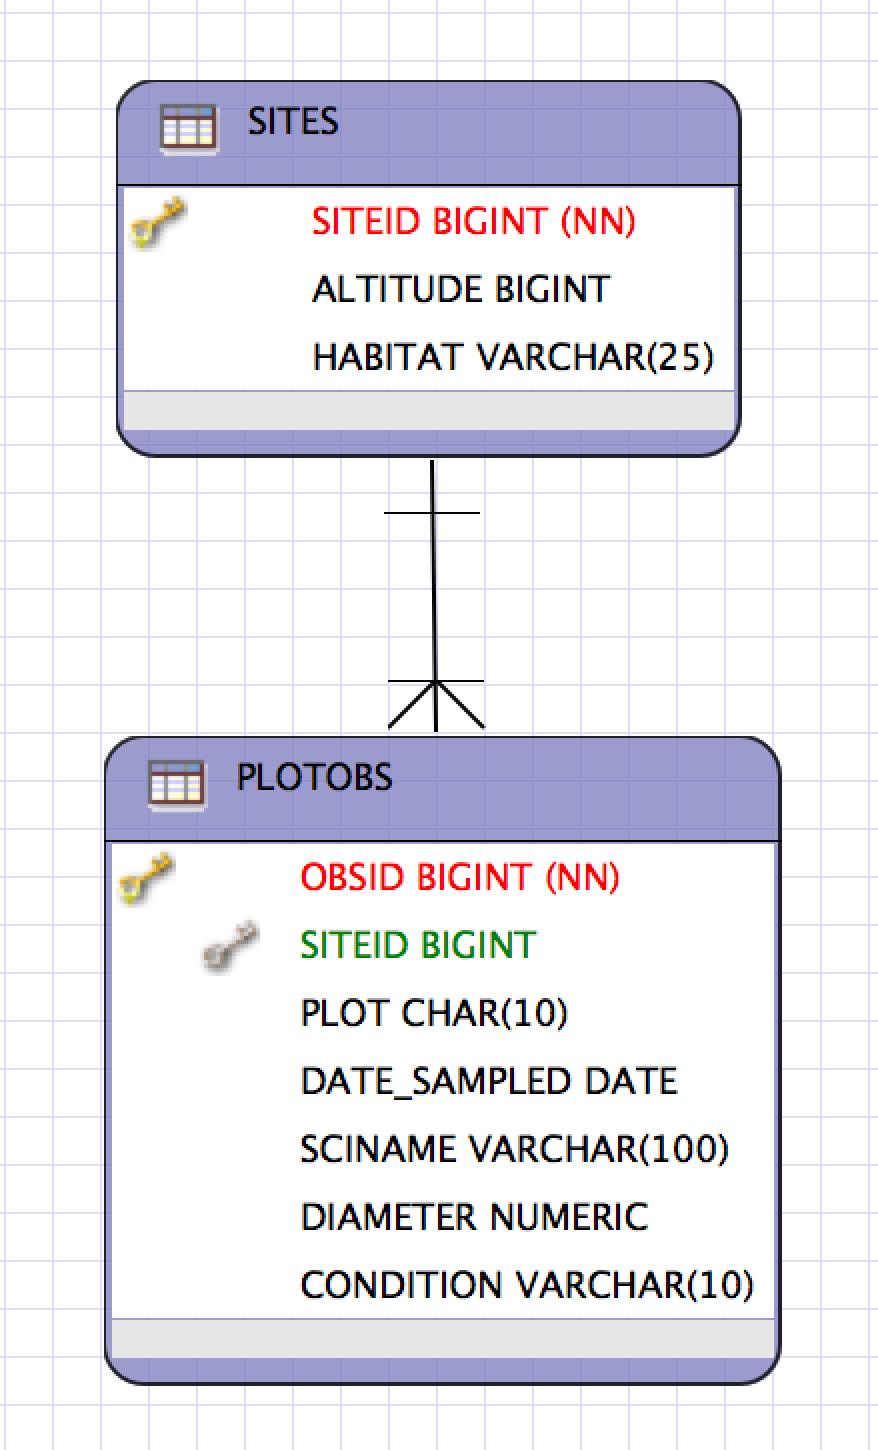 SITES
SITEID BIGINT (NN)
ALTITUDE BIGINT
HABITAT VARCHAR(25)
PLOTOBS
OBSID BIGINT (NN)
SITEID BIGINT
PLOT CHAR(10)
DATE_SAMPLED DATE
SCINAME VARCHAR(100)
DIAMETER NUMERIC
CONDITION VARCHAR(10)